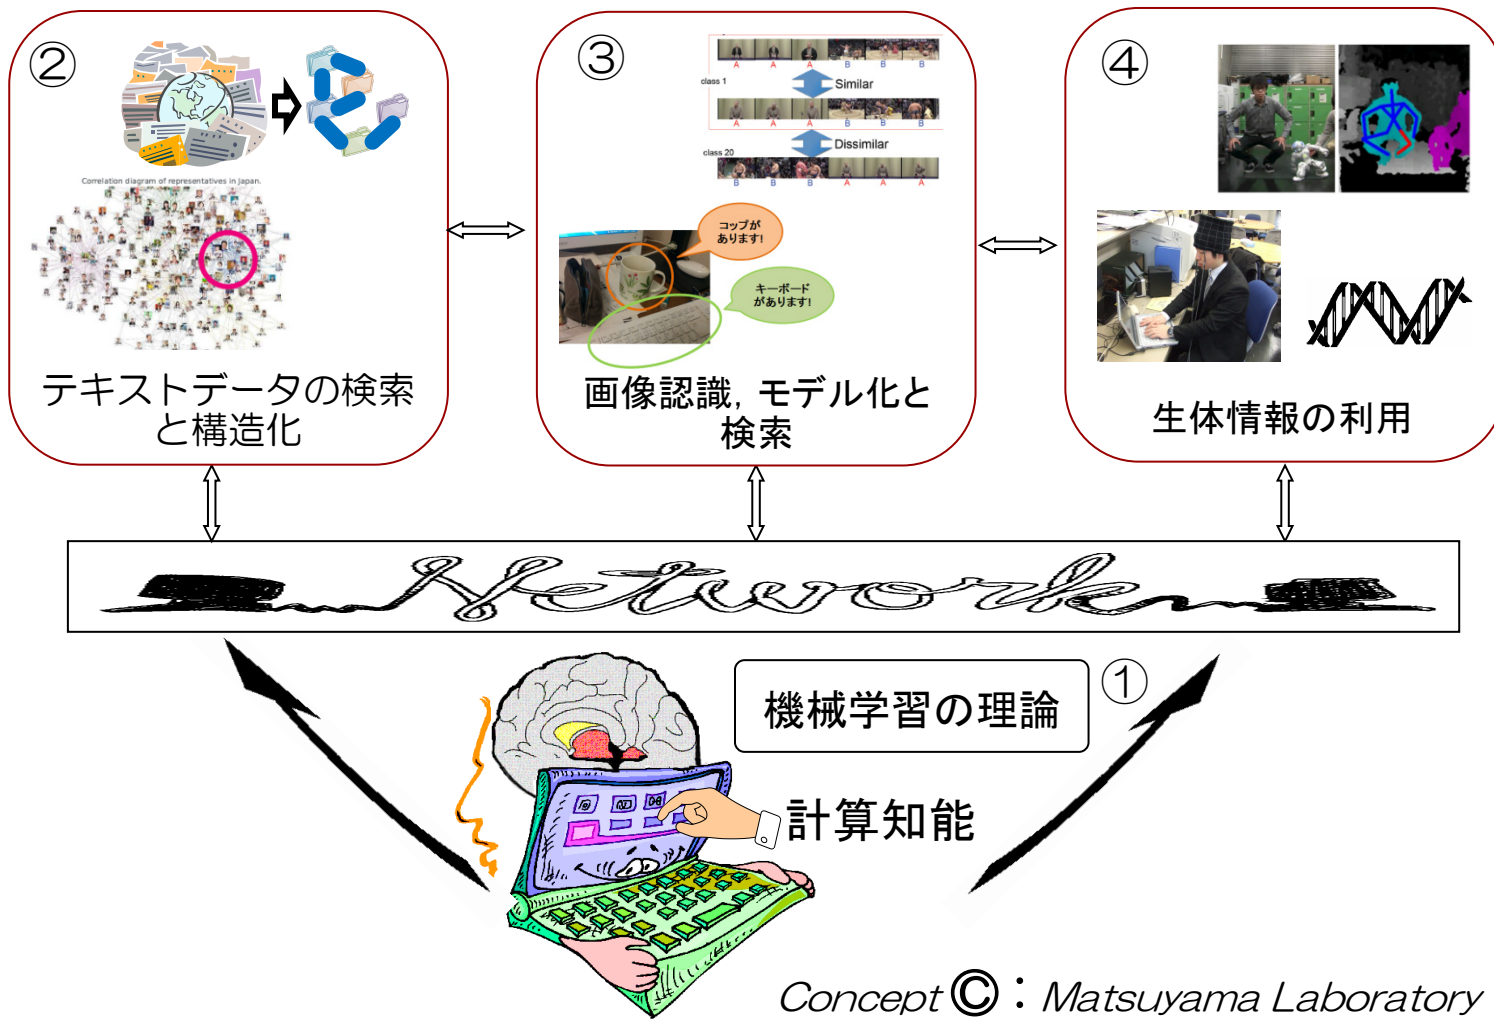 ②
Correlation diagram of representatives in Japan.
テキストデータの検索
と構造化
③
A A A B B B
class 1
Similar
A A A B B B
Dissimilar
class 20
B B B A A A
コップが
あります!
キーボード
があります!
画像認識, モデル化と
検索
④
生体情報の利用
Network
機械学習の理論
①
計算知能
Concept ©：Matsuyama Laboratory